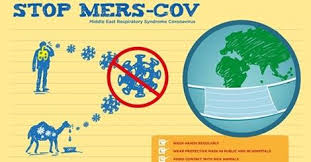 STOP MERS-COV
Middle East Respiratory Syndrome Coronavirus
WASH HANDS REGULARLY
WEAR PROTECTIVE MASK IN PUBLIC AND IN HOSPITALS
AVOID CONTACT WITH SICK ANIMALS